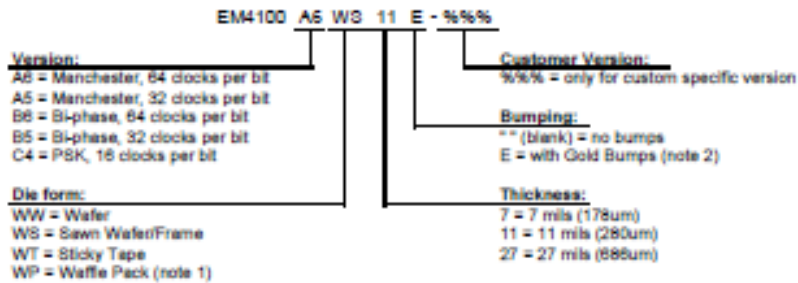 EM4100 A6 WS 11 E - %%%
Version:
A6 = Manchester, 64 clocks per bit
A5 = Manchester, 32 clocks per bit
B6 = Bi-phase, 64 clocks per bit
B5 = Bi-phase, 32 clocks per bit
C4 = PSK, 16 clocks per bit
Die form:
WW = Wafer
WS = Sawn Wafer/Frame
WT = Sticky Tape
WP = Waffle Pack (note 1)
Customer Version:
%%% = only for custom specific version
Bumping:
" " (blank) = no bumps
E = with Gold Bumps (note 2)
Thickness:
7 = 7 mils (178um)
11 = 11 mils (280um)
27 = 27 mils (686um)